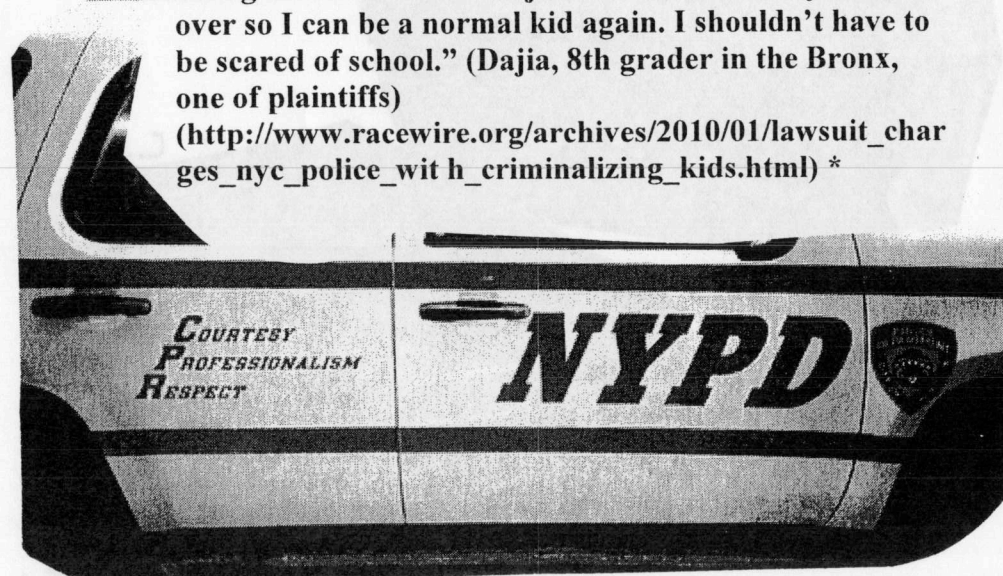 over so I can be a normal kid again. I shouldn't have to
be scared of school." (Dajia, 8th grader in the Bronx,
one of plaintiffs)
(http://www.racewire.org/archives/2010/01/lawsuit_char
ges_nyc_police_wit h_criminalizing_kids.html) *
COURTESY
PROFESSIONALISM
RESPECT
NYPD